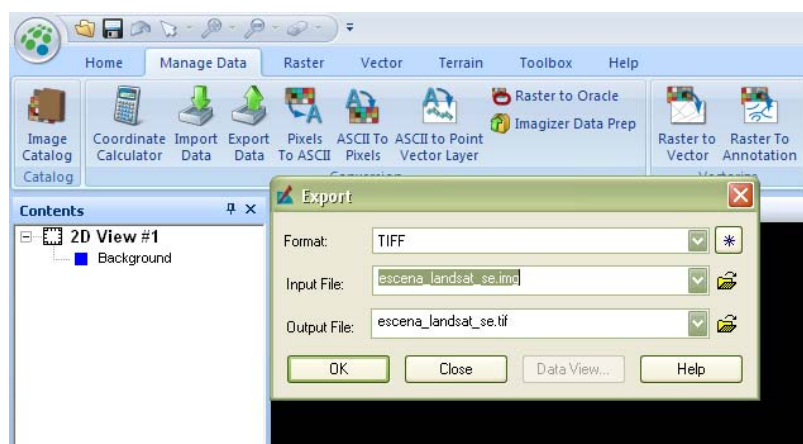 Home Manage Data Raster Vector Terrain Toolbox Help
Image Catalog
Coordinate Calculator
Import Data
Export Data
Pixels To ASCII
ASCII To Pixels
ASCII to Point Vector Layer
Raster to Oracle
Imagizer Data Prep
Raster to Vector
Raster To Annotation
Catalog
Contents
2D View #1
Background
Export
Format: TIFF
Input File: escena_landsat_se.img
Output File: escena_landsat_se.tif
OK Close Data View... Help